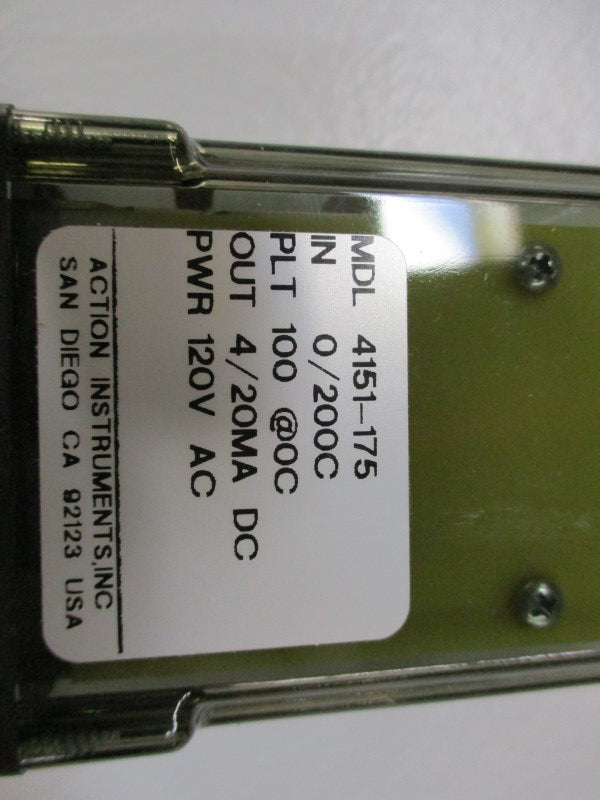 MDL 4151-175
IN 0/200C
PLT 100 @0C
OUT 4/20MA DC
PWR 120V AC
ACTION INSTRUMENTS,INC
SAN DIEGO CA 92123 USA